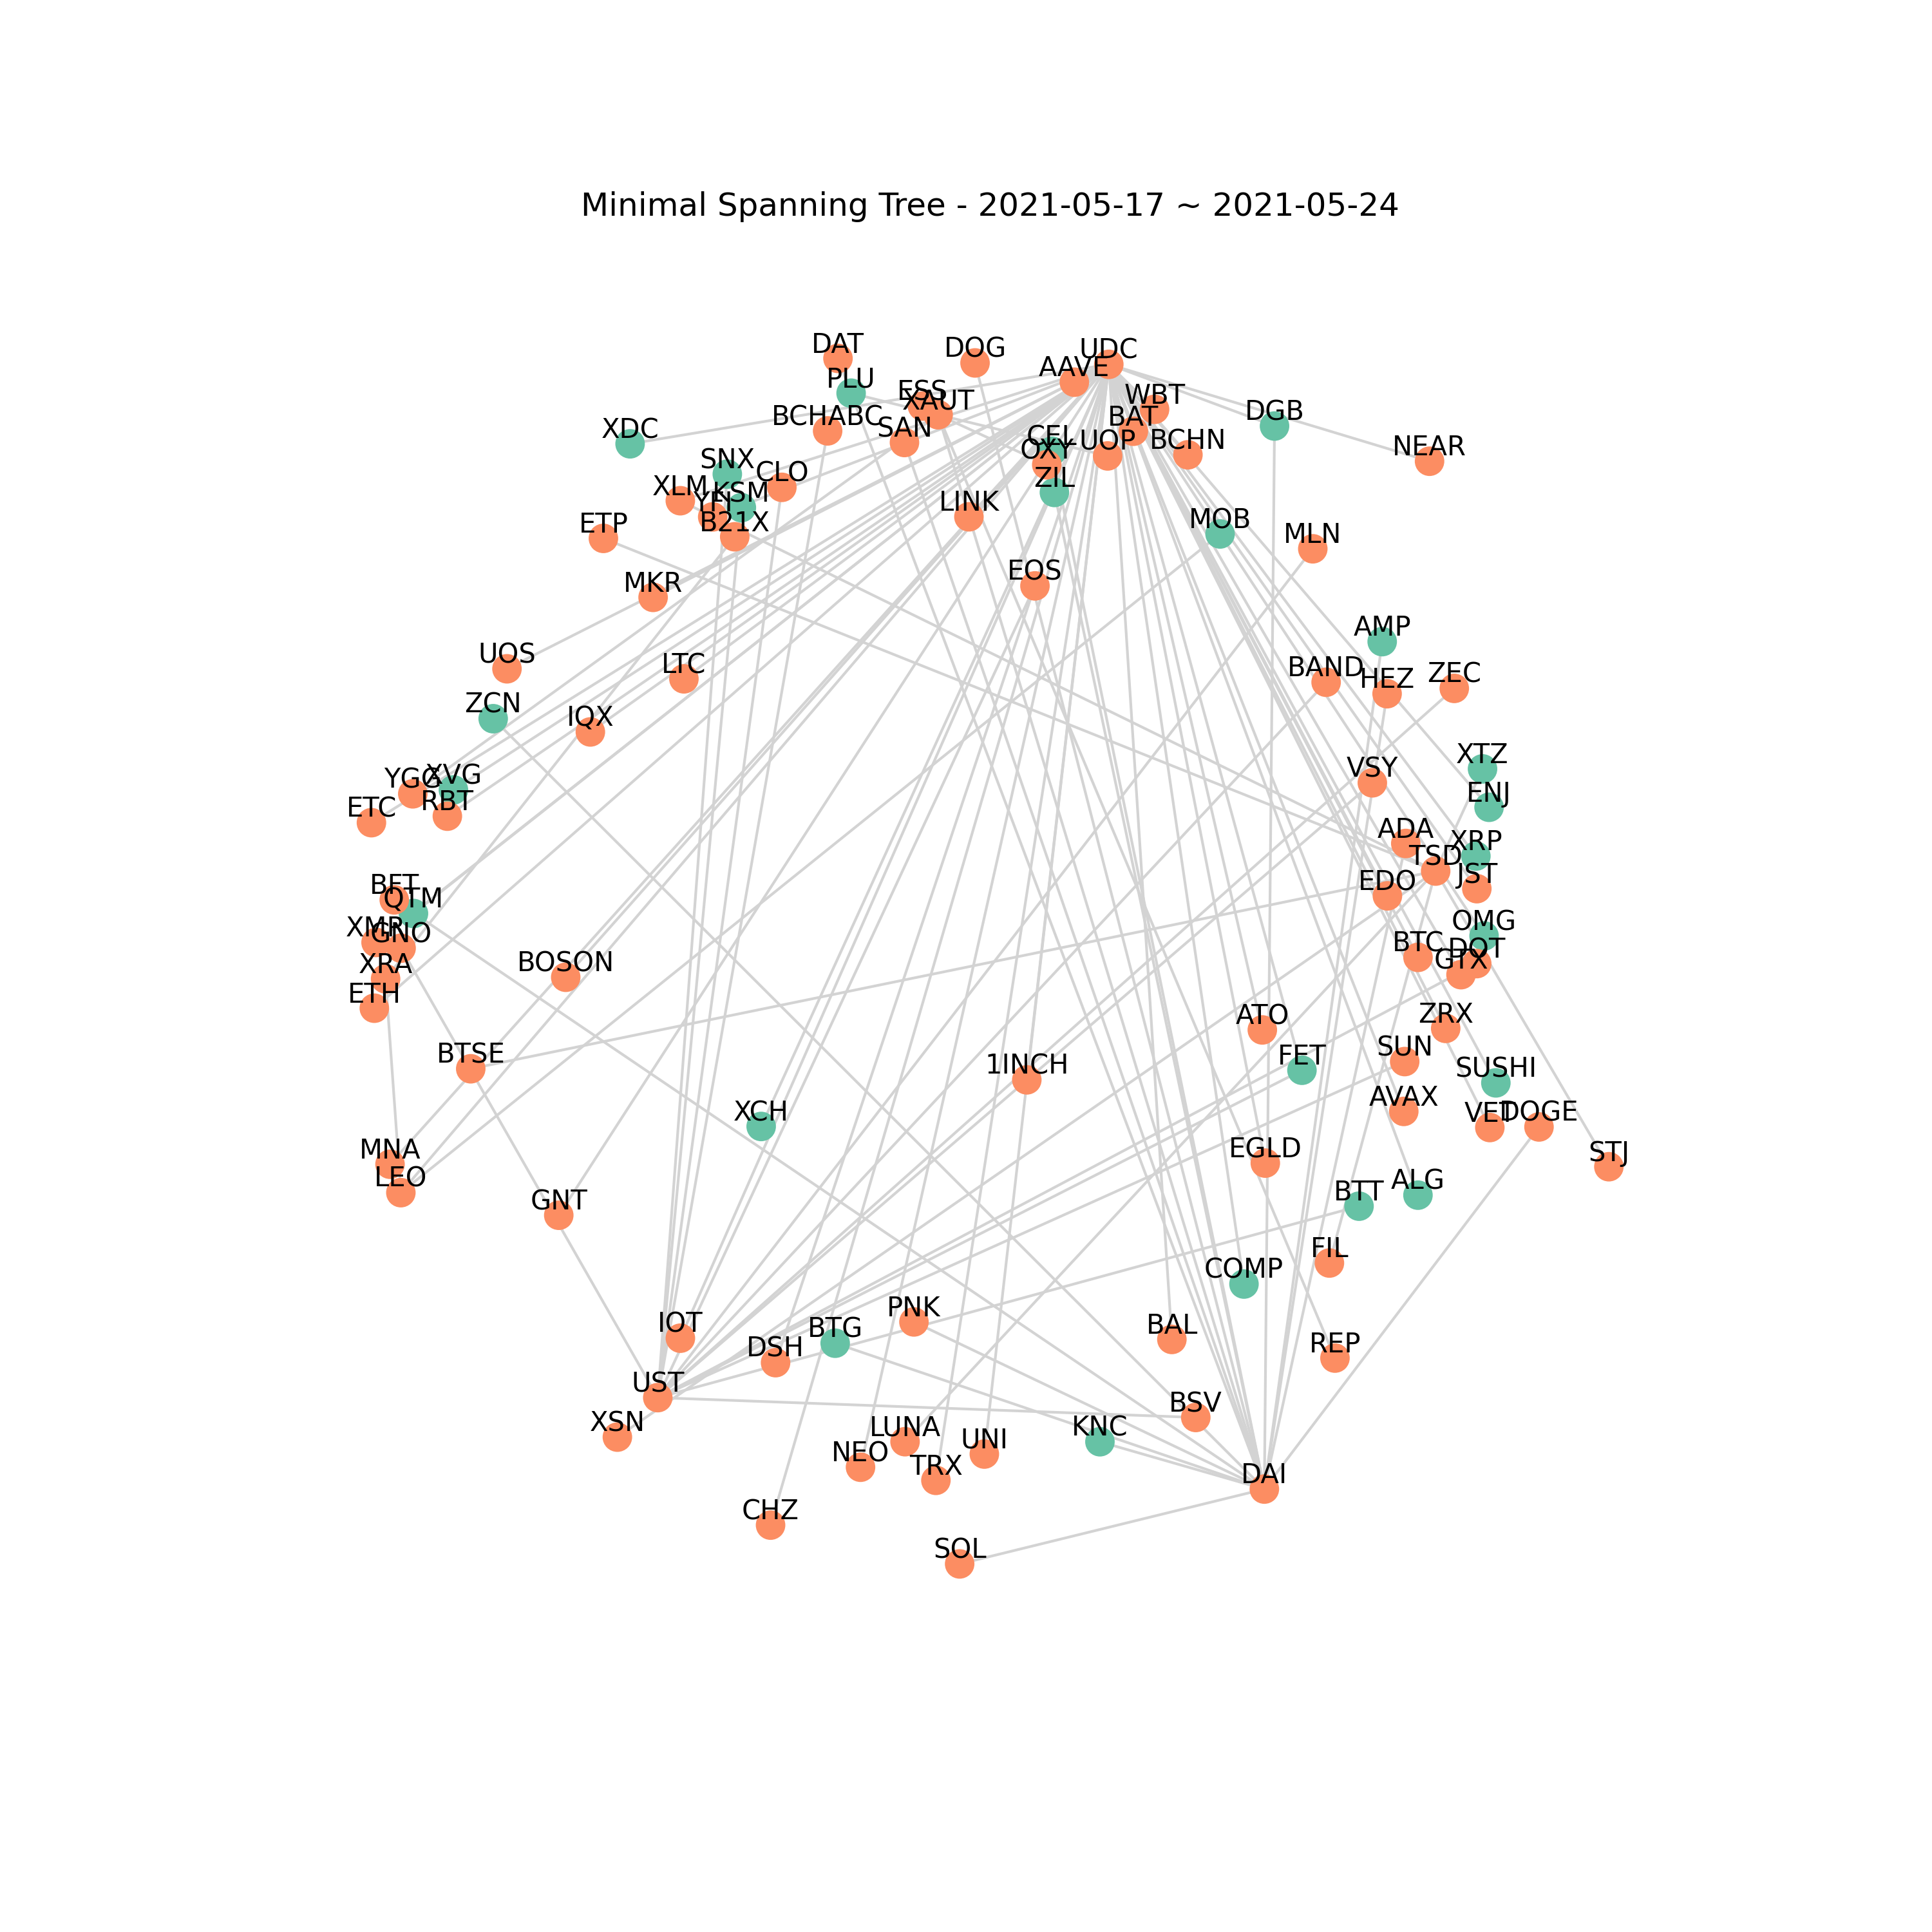 Minimal Spanning Tree - 2021-05-17 ~ 2021-05-24
DAT
DOG
UDC
AAVE
PLU
ESS
XAUT
WBT
DGB
BCHABC
SAN
BAT
XDC
CEL
UOP
BCHN
OXY
NEAR
SNX
CLO
ZIL
XLM
KSM
YFI
LINK
B21X
ETP
MOB
MLN
MKR
EOS
AMP
UOS
LTC
BAND
HEZ
ZEC
ZCN
IQX
XTZ
YGG
XVG
VSY
ENJ
ETC
RBT
ADA
XRP
TSD
JST
EDO
BFT
QTM
OMG
XMR
GNO
BTC
DOT
GTX
XRA
BOSON
ETH
ATO
ZRX
BTSE
1INCH
FET
SUN
SUSHI
XCH
AVAX
VET
DOGE
MNA
LEO
EGLD
STJ
GNT
BTT
ALG
FIL
COMP
IOT
PNK
BTG
BAL
DSH
REP
UST
XSN
LUNA
UNI
KNC
BSV
NEO
TRX
DAI
CHZ
SOL